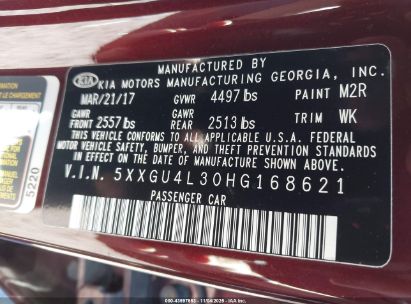 MANUFACTURED BY
KIA KIA MOTORS MANUFACTURING GEORGIA, INC.
MAR/21/17 GVWR 4497 lbs PAINT M2R
GAWR GAWR TRIM WK
FRONT 2557 lbs REAR 2513 lbs
THIS VEHICLE CONFORMS TO ALL APPLICABLE U.S.A. FEDERAL
MOTOR VEHICLE SAFETY, BUMPER, AND THEFT PREVENTION STANDARDS
IN EFFECT ON THE DATE OF MANUFACTURE SHOWN ABOVE.
V.I.N. 5XXGU4L30HG168621
PASSENGER CAR
5220